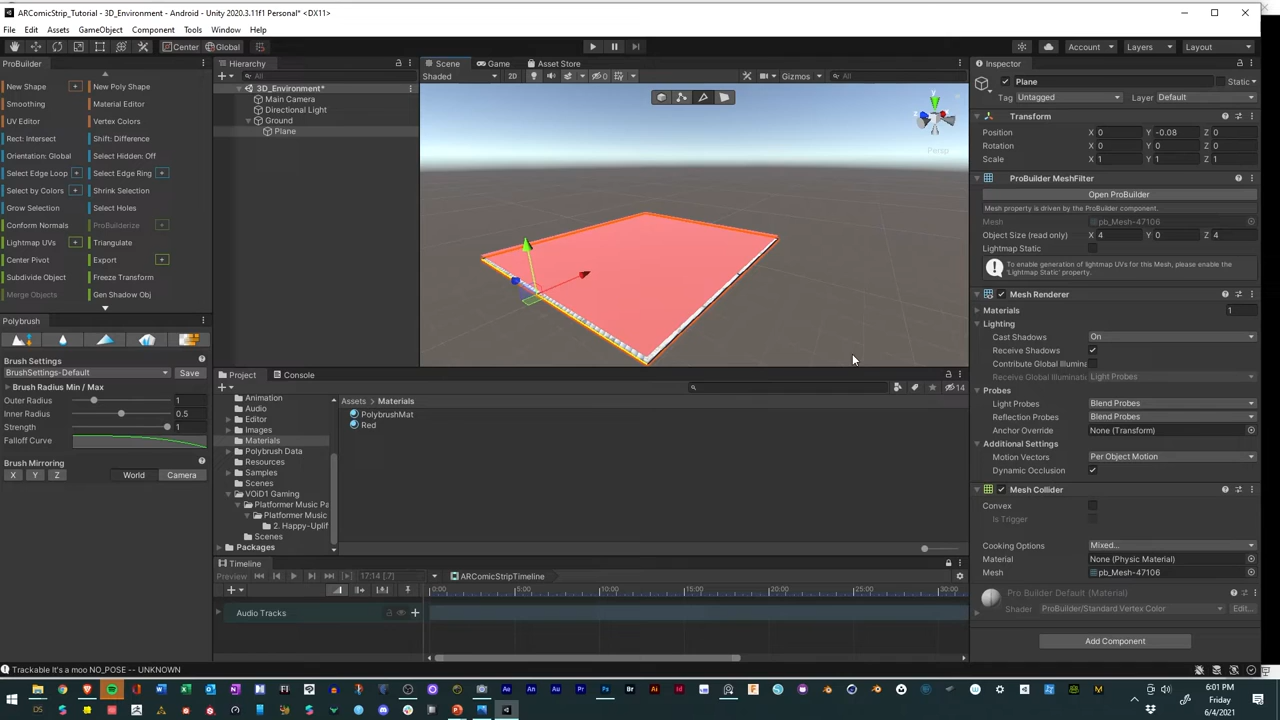 ARComicStrip_Tutorial - 3D_Environment - Android - Unity 2020.3.11f1 Personal* <DX11>
File Edit Assets GameObject Component Tools Window Help
Center Global Account Layers Layout
ProBuilder
New Shape + New Poly Shape
Smoothing Material Editor
UV Editor Vertex Colors
Rect: Intersect Shift: Difference
Orientation: Global Select Hidden: Off
Select Edge Loop + Select Edge Ring +
Select by Colors + Shrink Selection
Grow Selection Select Holes
Conform Normals ProBuilderize +
Lightmap UVs + Triangulate
Center Pivot Export +
Subdivide Object Freeze Transform
Merge Objects Gen Shadow Obj
Polybrush
Brush Settings
BrushSettings-Default Save
Brush Radius Min / Max
Outer Radius 1
Inner Radius 0.5
Strength 1
Falloff Curve
Brush Mirroring
X Y Z World Camera
Hierarchy
+ All
3D_Environment*
Main Camera
Directional Light
Ground
Plane
Scene Game Asset Store
Shaded 2D 0 Gizmos All
y
Persp
Project Console
+ 14
Animation
Audio
Editor
Images
Materials
Polybrush Data
Resources
Samples
Scenes
VOiD1 Gaming
Platformer Music Pa
Platformer Music
2. Happy-Uplif
Scenes
Packages
Assets > Materials
PolybrushMat
Red
Timeline
Preview 17:14 [.7] ARComicStripTimeline
0:00 5:00 10:00 15:00 20:00 25:00 30:00
Audio Tracks +
Inspector
Plane Static
Tag Untagged Layer Default
Transform
Position X 0 Y -0.08 Z 0
Rotation X 0 Y 0 Z 0
Scale X 1 Y 1 Z 1
ProBuilder MeshFilter
Open ProBuilder
Mesh property is driven by the ProBuilder component.
Mesh pb_Mesh-47106
Object Size (read only) X 4 Y 0 Z 4
Lightmap Static
To enable generation of lightmap UVs for this Mesh, please enable the
'Lightmap Static' property.
Mesh Renderer
Materials 1
Lighting
Cast Shadows On
Receive Shadows
Contribute Global Illumina
Receive Global Illuminatio Light Probes
Probes
Light Probes Blend Probes
Reflection Probes Blend Probes
Anchor Override None (Transform)
Additional Settings
Motion Vectors Per Object Motion
Dynamic Occlusion
Mesh Collider
Convex
Is Trigger
Cooking Options Mixed...
Material None (Physic Material)
Mesh pb_Mesh-47106
Pro Builder Default (Material)
Shader ProBuilder/Standard Vertex Color Edit...
Add Component
Trackable It's a moo NO_POSE -- UNKNOWN
6:01 PM
Friday
6/4/2021